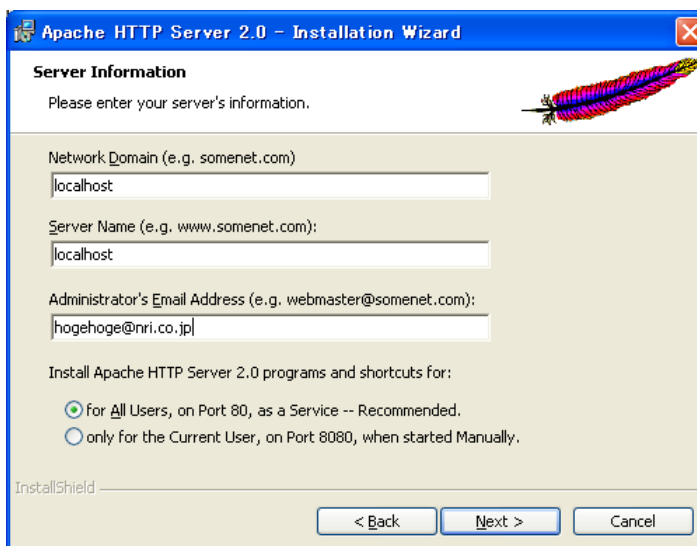 Apache HTTP Server 2.0 - Installation Wizard
Server Information
Please enter your server's information.
Network Domain (e.g. somenet.com)
localhost
Server Name (e.g. www.somenet.com):
localhost
Administrator's Email Address (e.g. webmaster@somenet.com):
hogehoge@nri.co.jp
Install Apache HTTP Server 2.0 programs and shortcuts for:
for All Users, on Port 80, as a Service -- Recommended.
only for the Current User, on Port 8080, when started Manually.
InstallShield
< Back Next > Cancel